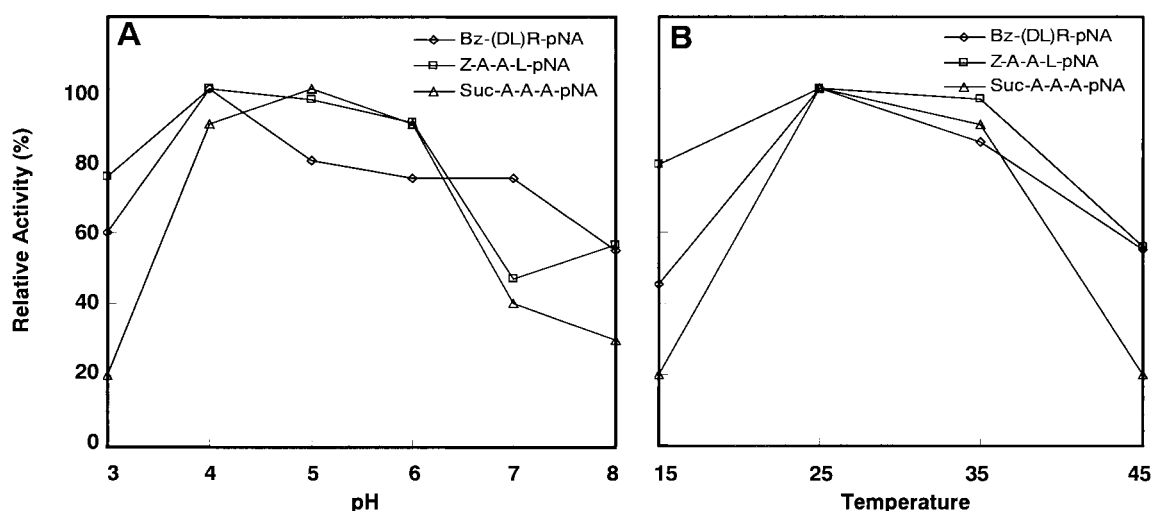 A
Bz-(DL)R-pNA
Z-A-A-L-pNA
Suc-A-A-A-pNA
Relative Activity (%)
100
80
60
40
20
0
3 4 5 6 7 8
pH
B
Bz-(DL)R-pNA
Z-A-A-L-pNA
Suc-A-A-A-pNA
15 25 35 45
Temperature